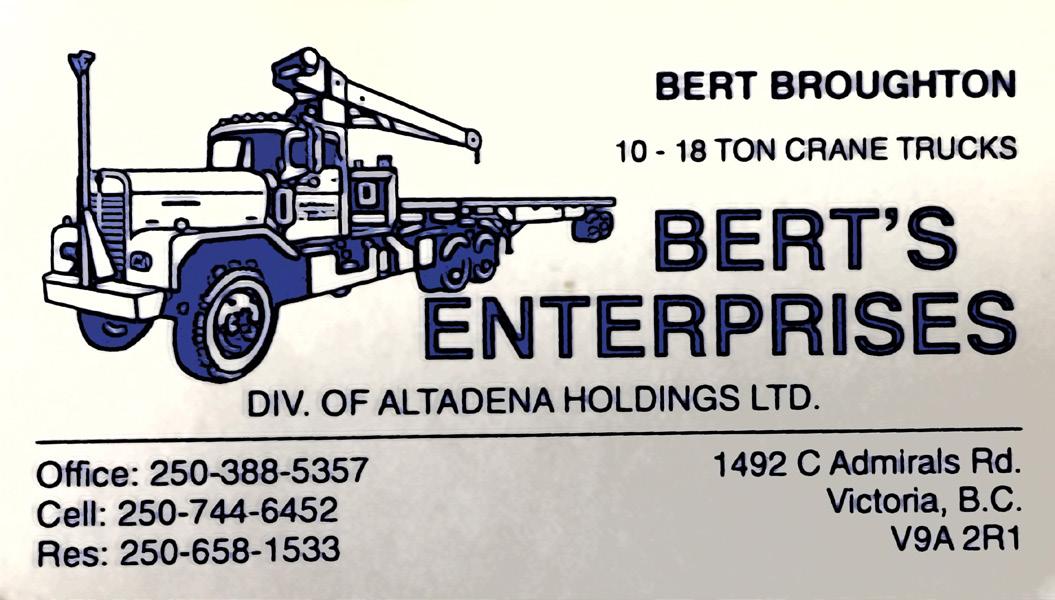 BERT BROUGHTON
10 - 18 TON CRANE TRUCKS
BERT'S
ENTERPRISES
DIV. OF ALTADENA HOLDINGS LTD.
Office: 250-388-5357
Cell: 250-744-6452
Res: 250-658-1533
1492 C Admirals Rd.
Victoria, B.C.
V9A 2R1